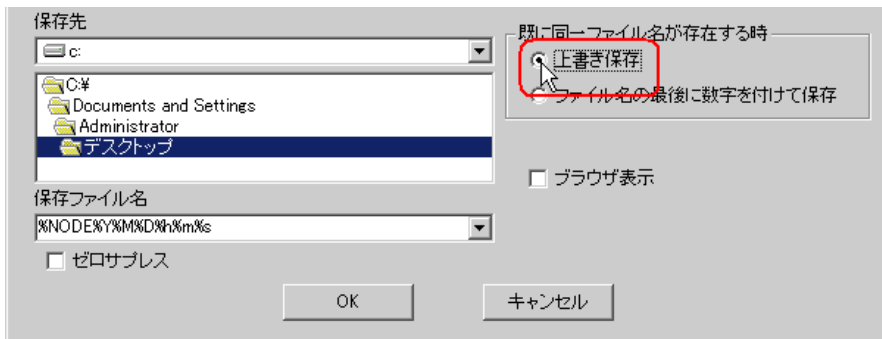 保存先
c:
C:¥
Documents and Settings
Administrator
デスクトップ
保存ファイル名
%NODE%Y%M%D%h%m%s
ゼロサプレス
既に同一ファイル名が存在する時
上書き保存
ファイル名の最後に数字を付けて保存
ブラウザ表示
OK
キャンセル